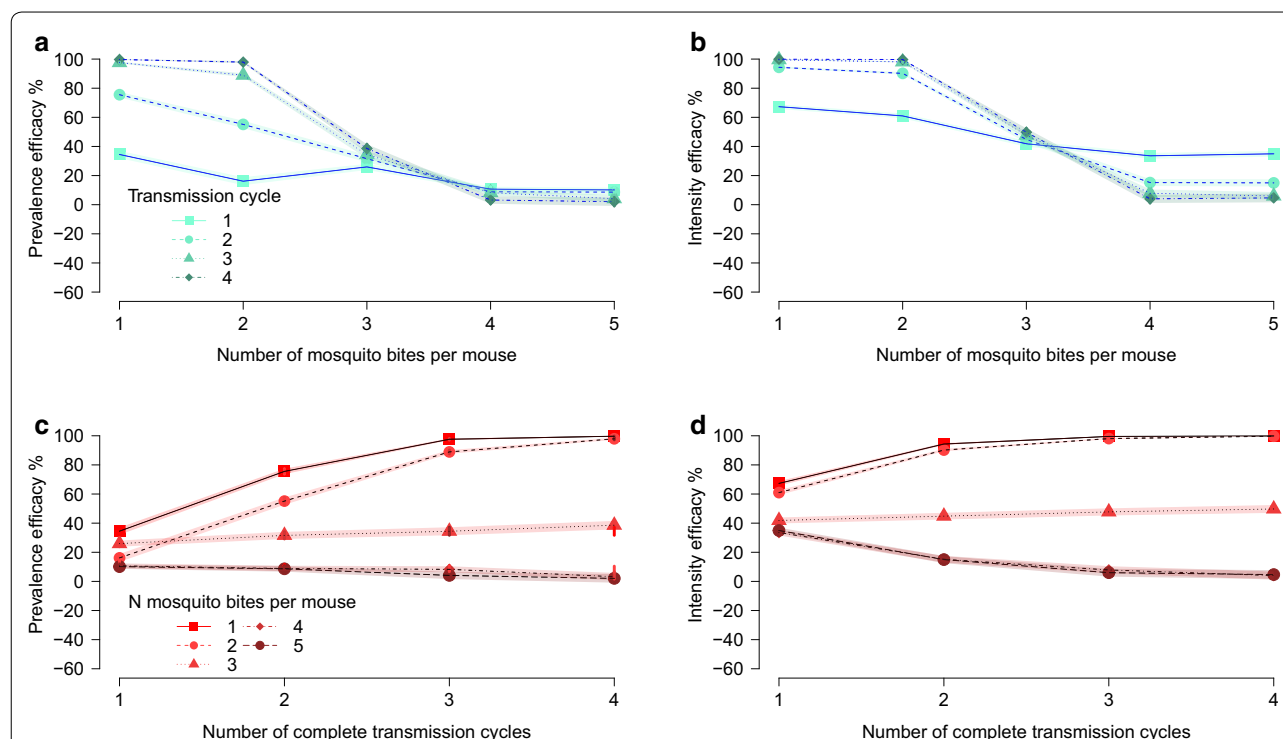 a
Prevalence efficacy %
100
80
60
40
20
0
−20
−40
−60
Transmission cycle
1
2
3
4
1 2 3 4 5
Number of mosquito bites per mouse
b
Intensity efficacy %
100
80
60
40
20
0
−20
−40
−60
1 2 3 4 5
Number of mosquito bites per mouse
c
Prevalence efficacy %
100
80
60
40
20
0
−20
−40
−60
N mosquito bites per mouse
1 4
2 5
3
1 2 3 4
Number of complete transmission cycles
d
Intensity efficacy %
100
80
60
40
20
0
−20
−40
−60
1 2 3 4
Number of complete transmission cycles